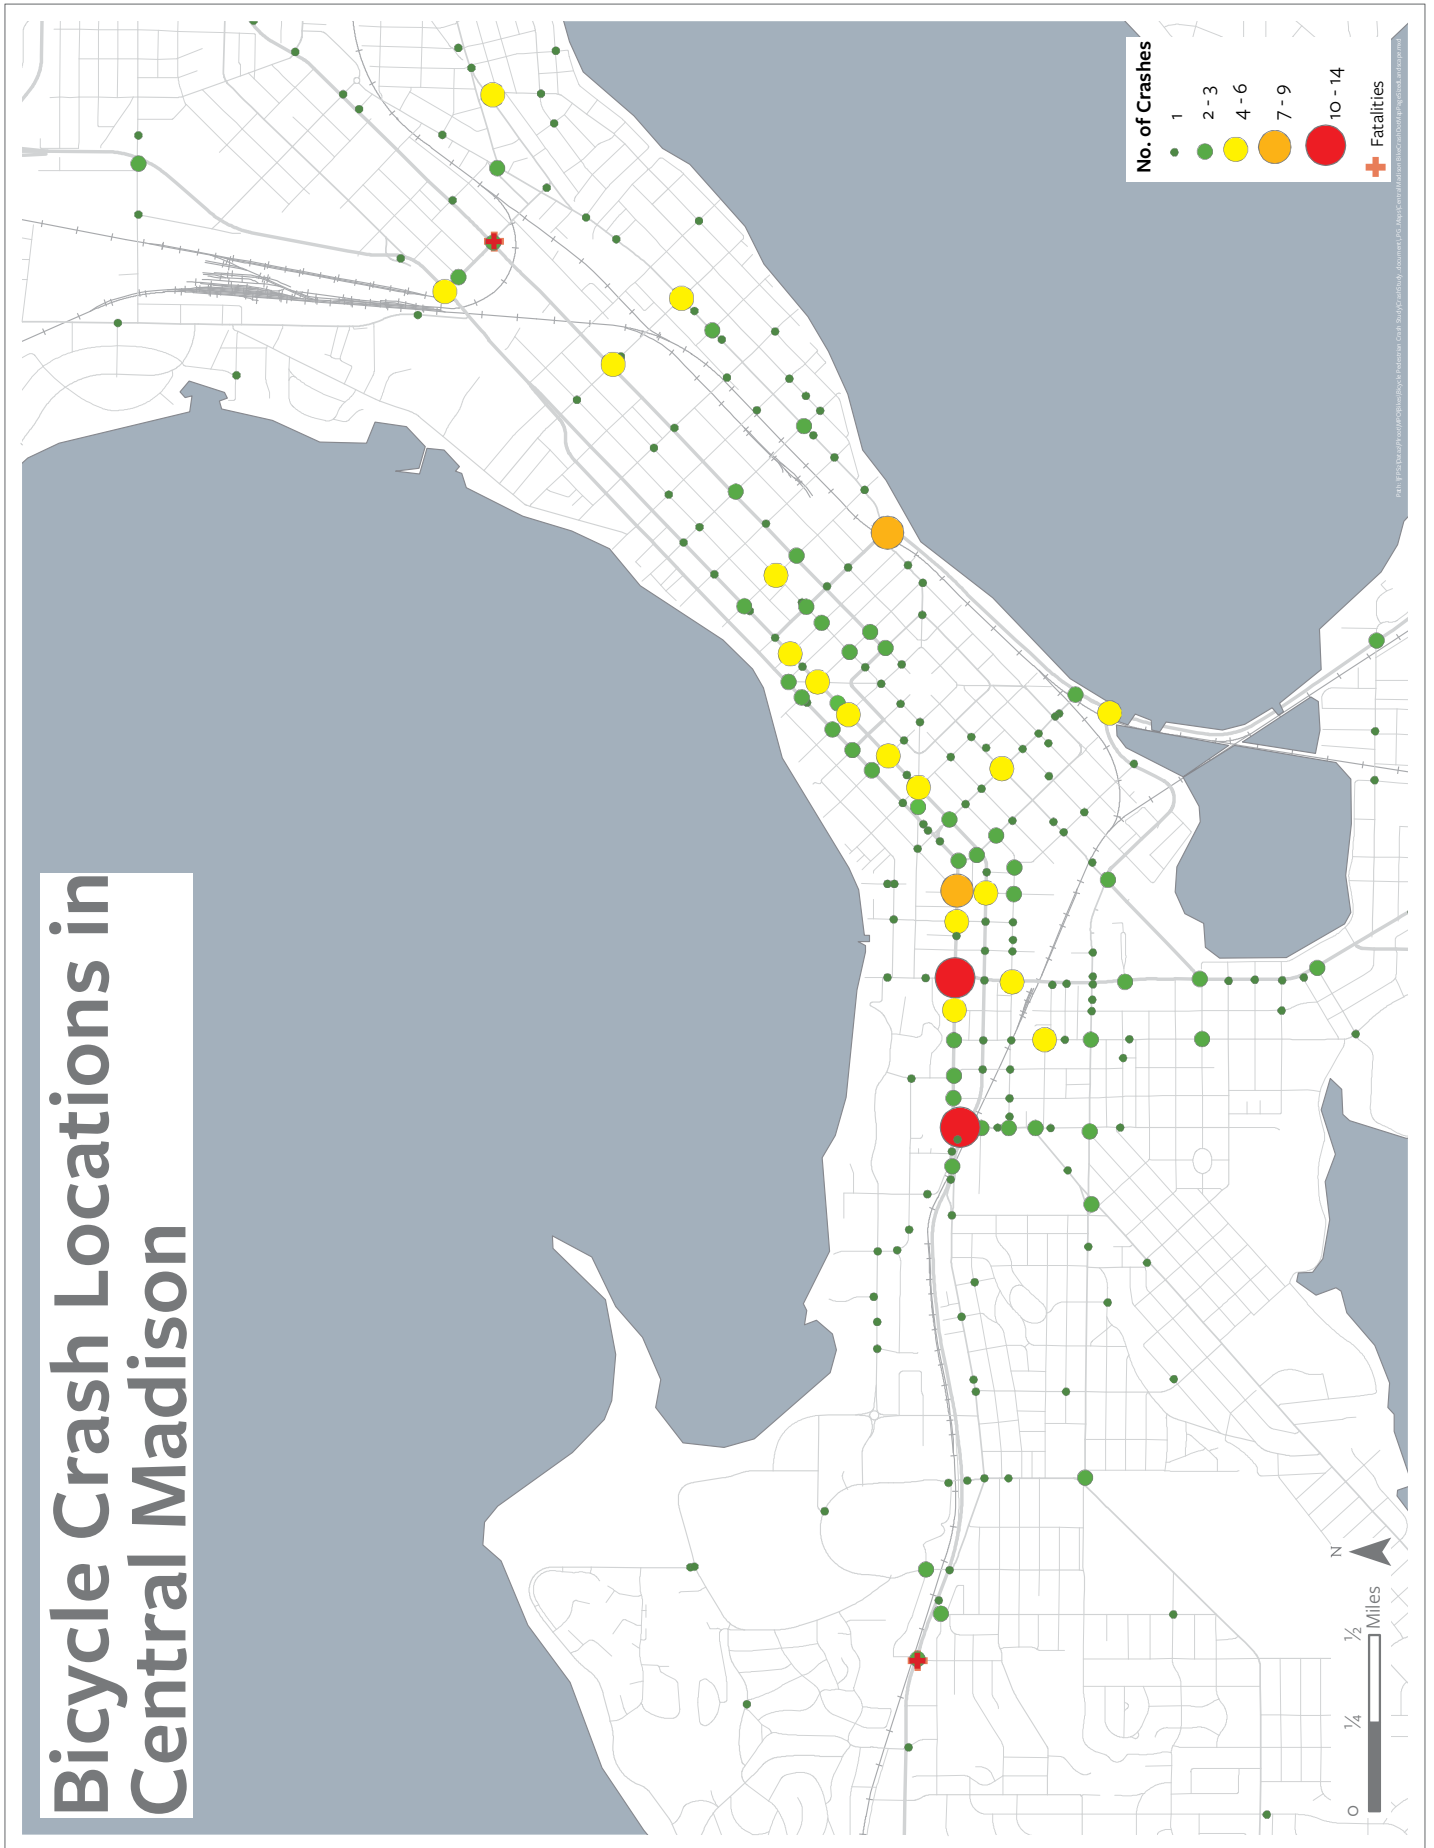 Bicycle Crash Locations in
Central Madison
No. of Crashes
1
2 - 3
4 - 6
7 - 9
10 - 14
Fatalities
N
0 1/4 1/2
Miles